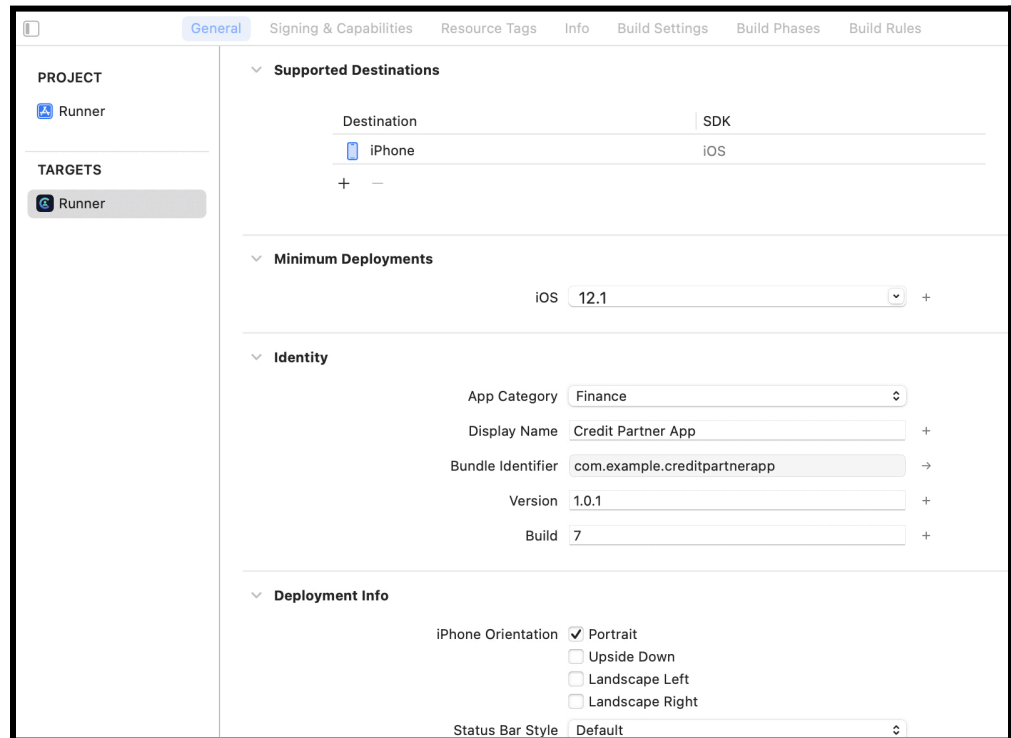 General Signing & Capabilities Resource Tags Info Build Settings Build Phases Build Rules
PROJECT
Runner
TARGETS
Runner
Supported Destinations
Destination SDK
iPhone iOS
+ −
Minimum Deployments
iOS 12.1 +
Identity
App Category Finance
Display Name Credit Partner App +
Bundle Identifier com.example.creditpartnerapp →
Version 1.0.1 +
Build 7 +
Deployment Info
iPhone Orientation Portrait
Upside Down
Landscape Left
Landscape Right
Status Bar Style Default